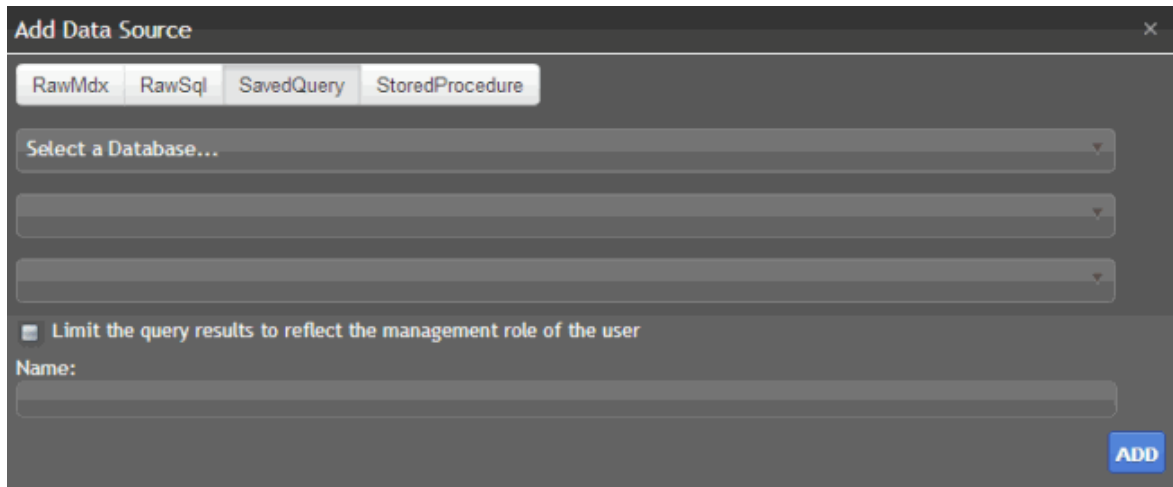 Add Data Source ×
RawMdx RawSql SavedQuery StoredProcedure
Select a Database...
Limit the query results to reflect the management role of the user
Name:
ADD